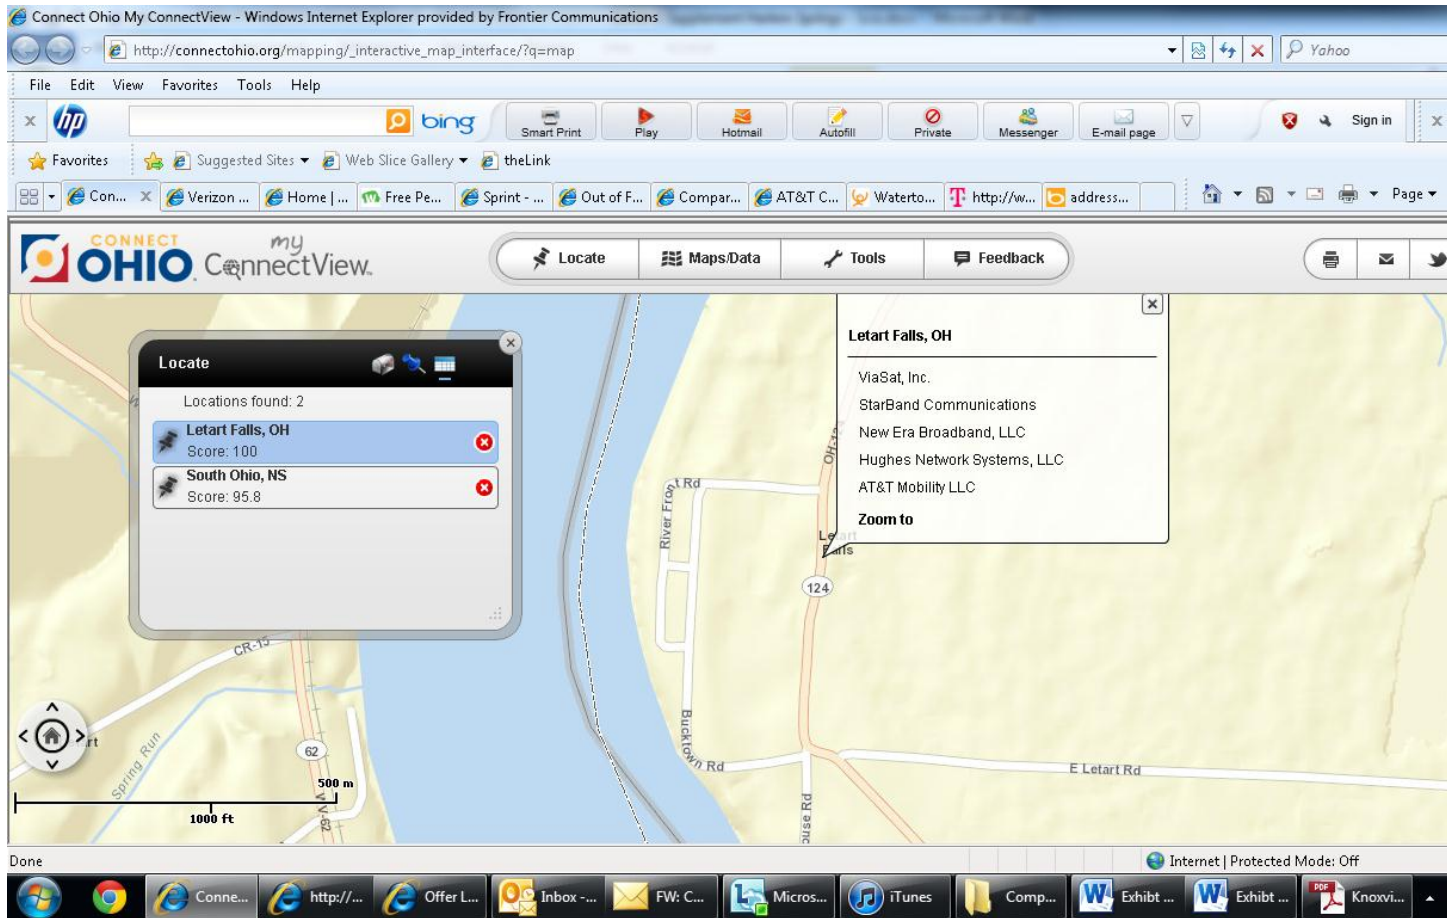 Connect Ohio My ConnectView - Windows Internet Explorer provided by Frontier Communications
http://connectohio.org/mapping/_interactive_map_interface/?q=map
Yahoo
File Edit View Favorites Tools Help
x hp bing Smart Print Play Hotmail Autofill Private Messenger E-mail page Sign in x
Favorites Suggested Sites Web Slice Gallery theLink
Con... x Verizon ... Home | ... Free Pe... Sprint - ... Out of F... Compar... AT&T C... Waterto... http://w... address... Page
CONNECT OHIO my ConnectView.
Locate Maps/Data Tools Feedback
Locate
Locations found: 2
Letart Falls, OH
Score: 100
South Ohio, NS
Score: 95.8
Letart Falls, OH
ViaSat, Inc.
StarBand Communications
New Era Broadband, LLC
Hughes Network Systems, LLC
AT&T Mobility LLC
Zoom to
OH-124
River Front Rd
Letart
Falls
124
CR-15
Bucktown Rd
E Letart Rd
Spring Run
62
500 m
1000 ft
Done
Internet | Protected Mode: Off
Conne... http://... Offer L... Inbox -... FW: C... Micros... iTunes Comp... Exhibt ... Exhibt ... Knoxvi...